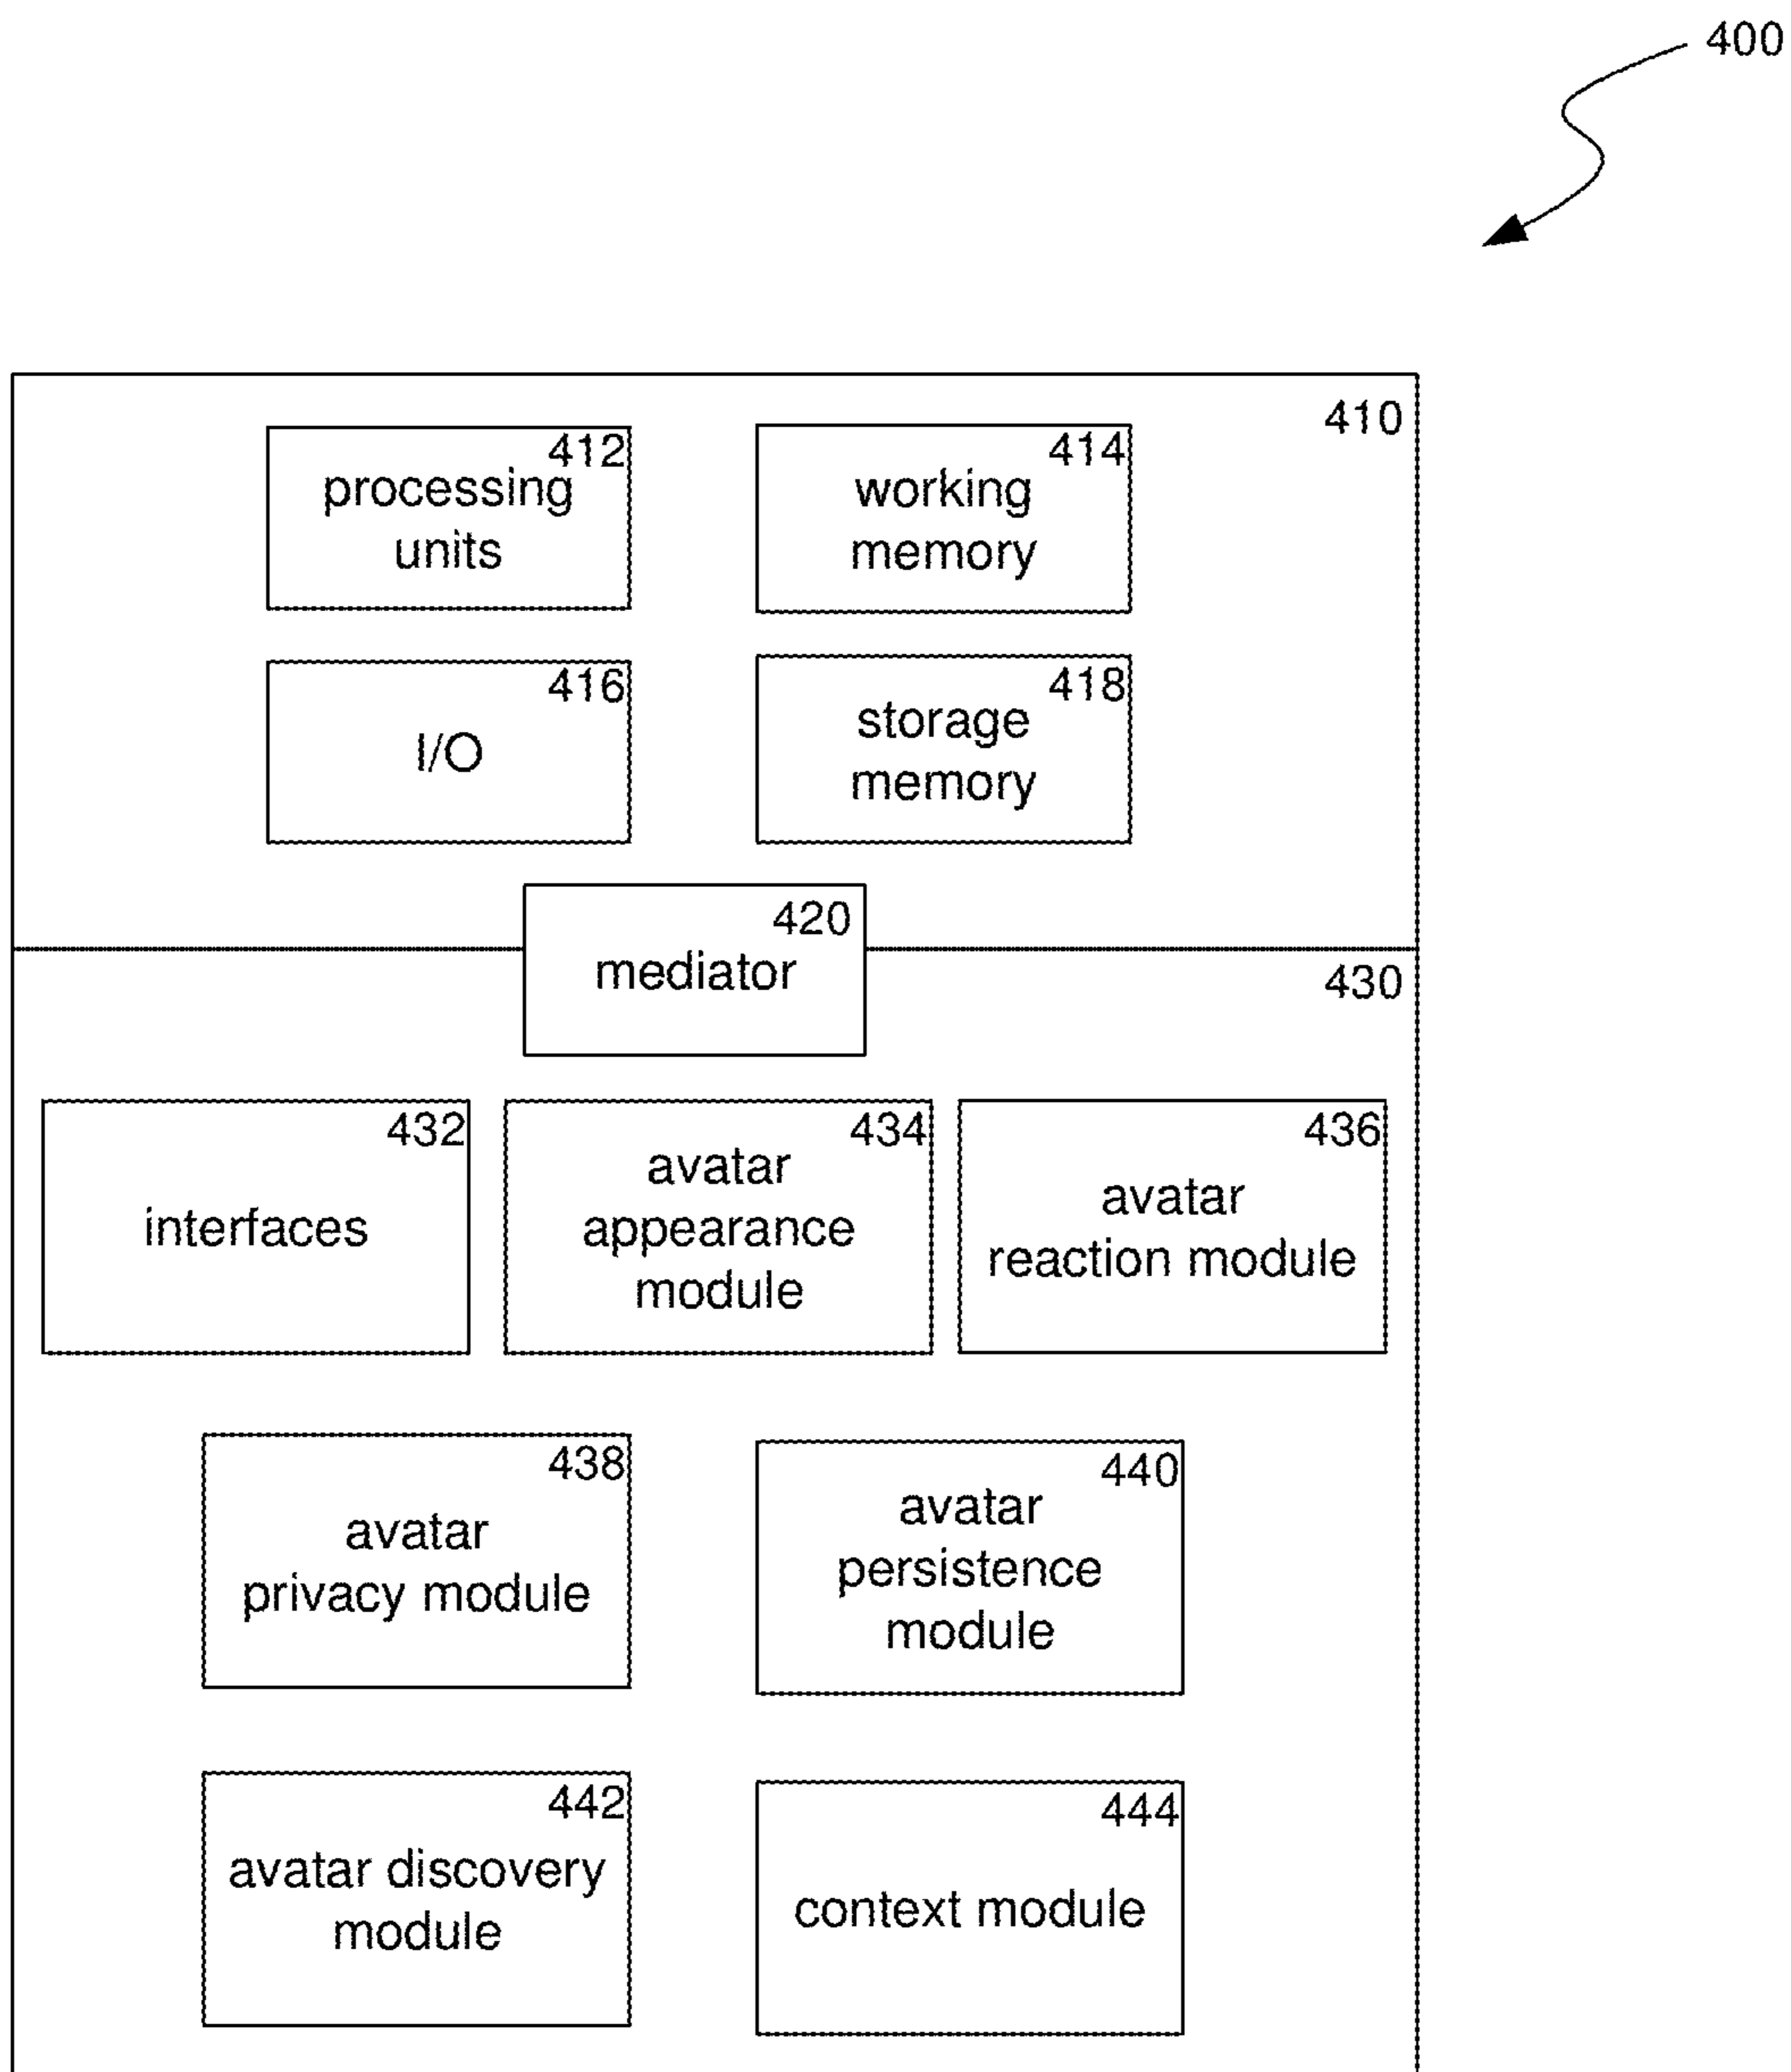 400
410
412
processing
units
414
working
memory
416
I/O
418
storage
memory
420
mediator
430
432
interfaces
434
avatar
appearance
module
436
avatar
reaction module
438
avatar
privacy module
440
avatar
persistence
module
442
avatar discovery
module
444
context module